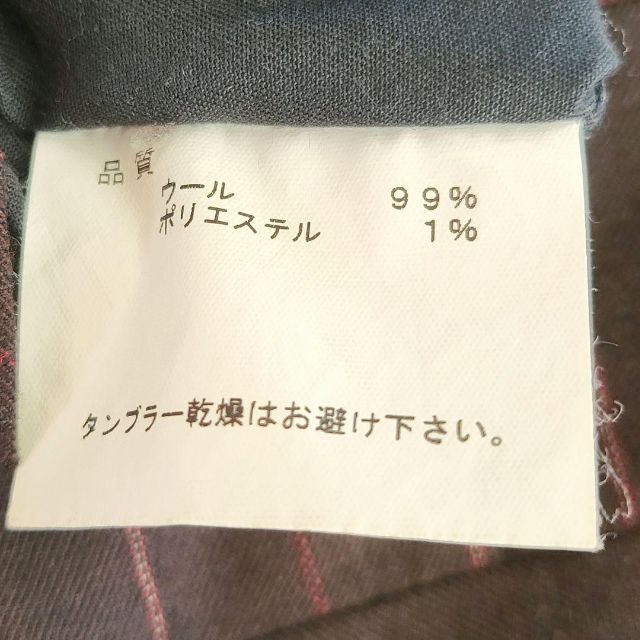 品質
ウール 99%
ポリエステル 1%
タンブラー乾燥はお避け下さい。